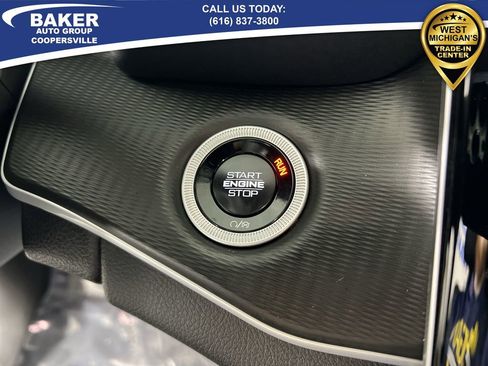 BAKER
AUTO GROUP
COOPERSVILLE
CALL US TODAY:
(616) 837-3800
WEST
MICHIGAN'S
TRADE-IN
CENTER
START
ENGINE
STOP
RUN